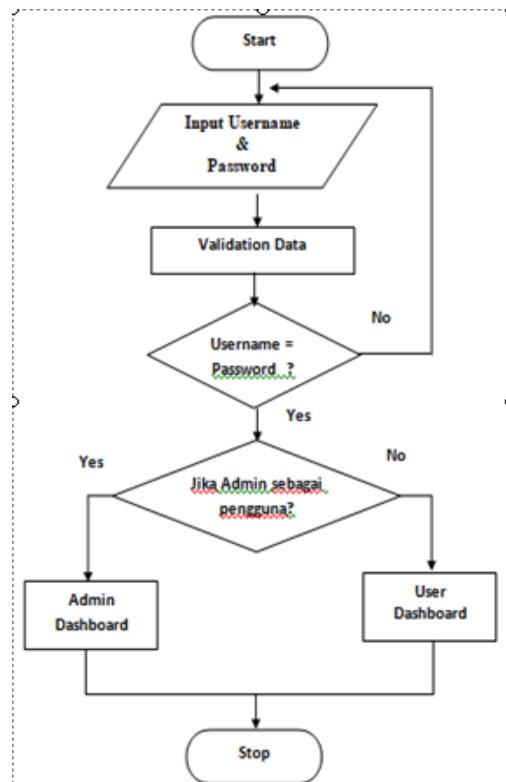 Start
Input Username
&
Password
Validation Data
No
Username =
Password ?
Yes
Yes
No
Jika Admin sebagai
pengguna?
Admin
Dashboard
User
Dashboard
Stop